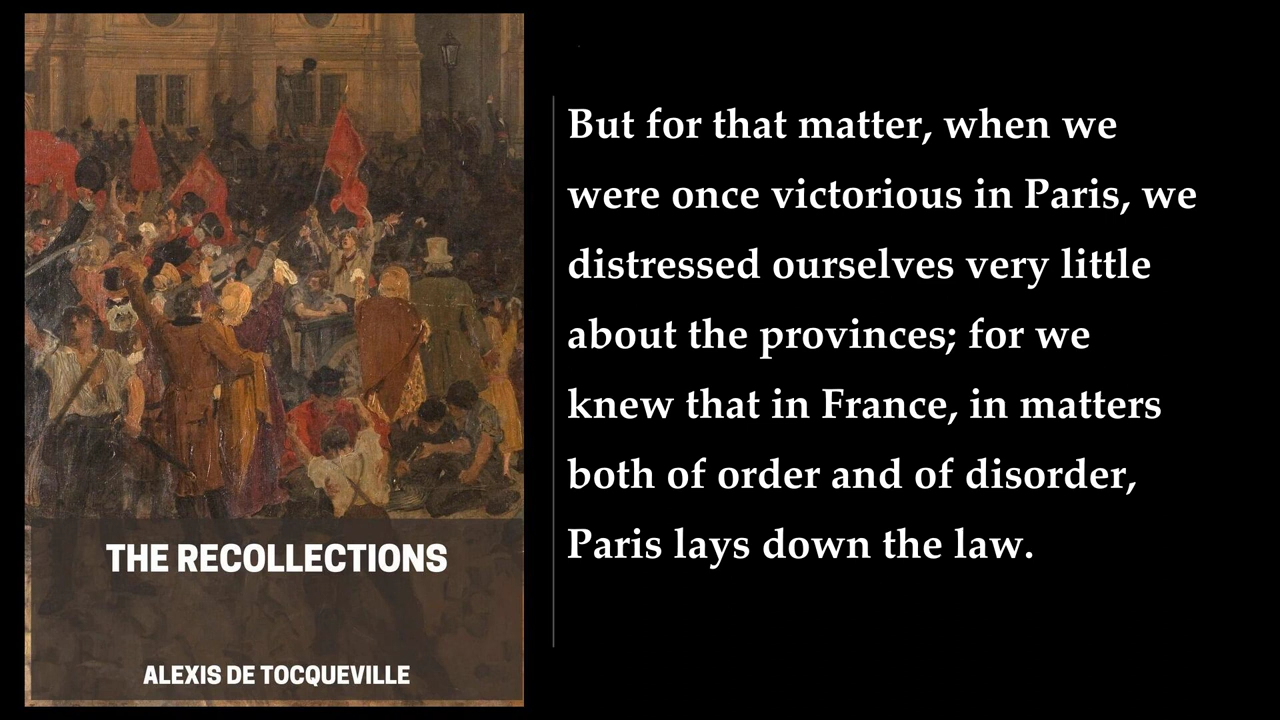 THE RECOLLECTIONS
ALEXIS DE TOCQUEVILLE
But for that matter, when we
were once victorious in Paris, we
distressed ourselves very little
about the provinces; for we
knew that in France, in matters
both of order and of disorder,
Paris lays down the law.